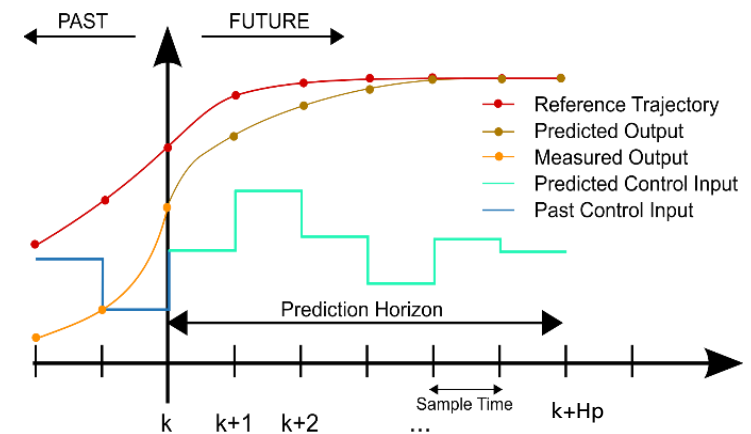 PAST
FUTURE
Reference Trajectory
Predicted Output
Measured Output
Predicted Control Input
Past Control Input
Prediction Horizon
Sample Time
k
k+1
k+2
...
k+Hp